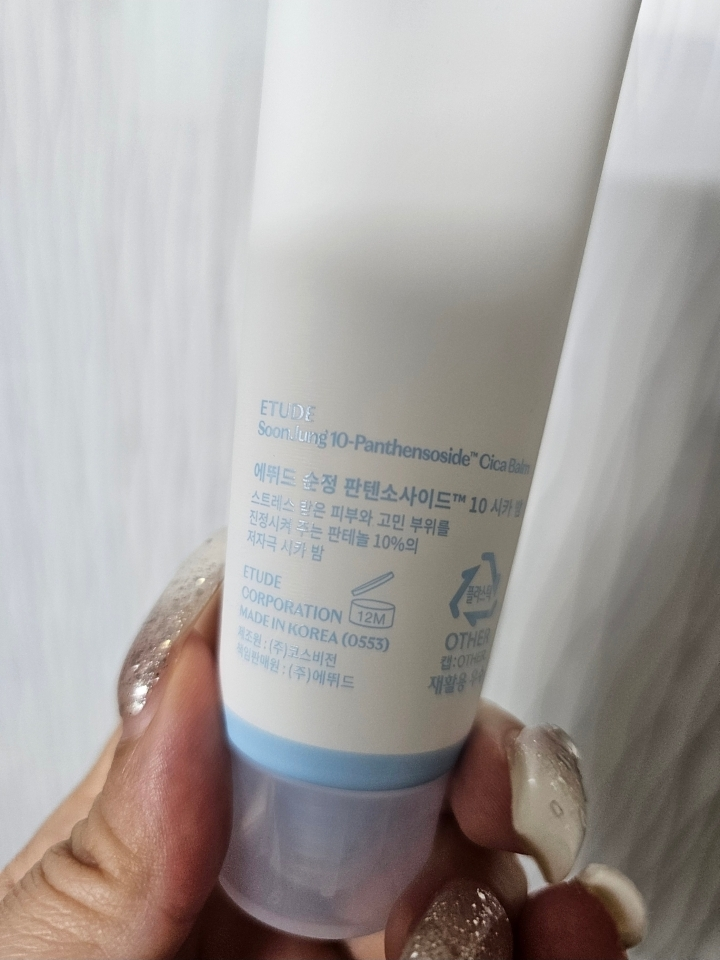 ETUDE
SoonJung 10-Panthensoside™ Cica Balm
에뛰드 순정 판텐소사이드™ 10 시카 밤
스트레스 받은 피부와 고민 부위를
진정시켜 주는 판테놀 10%의
저자극 시카 밤
ETUDE
CORPORATION
12M
MADE IN KOREA (0553)
제조원 : (주)코스비전
책임판매원 : (주)에뛰드
플라스틱
OTHER
캡:OTHER
재활용 우수